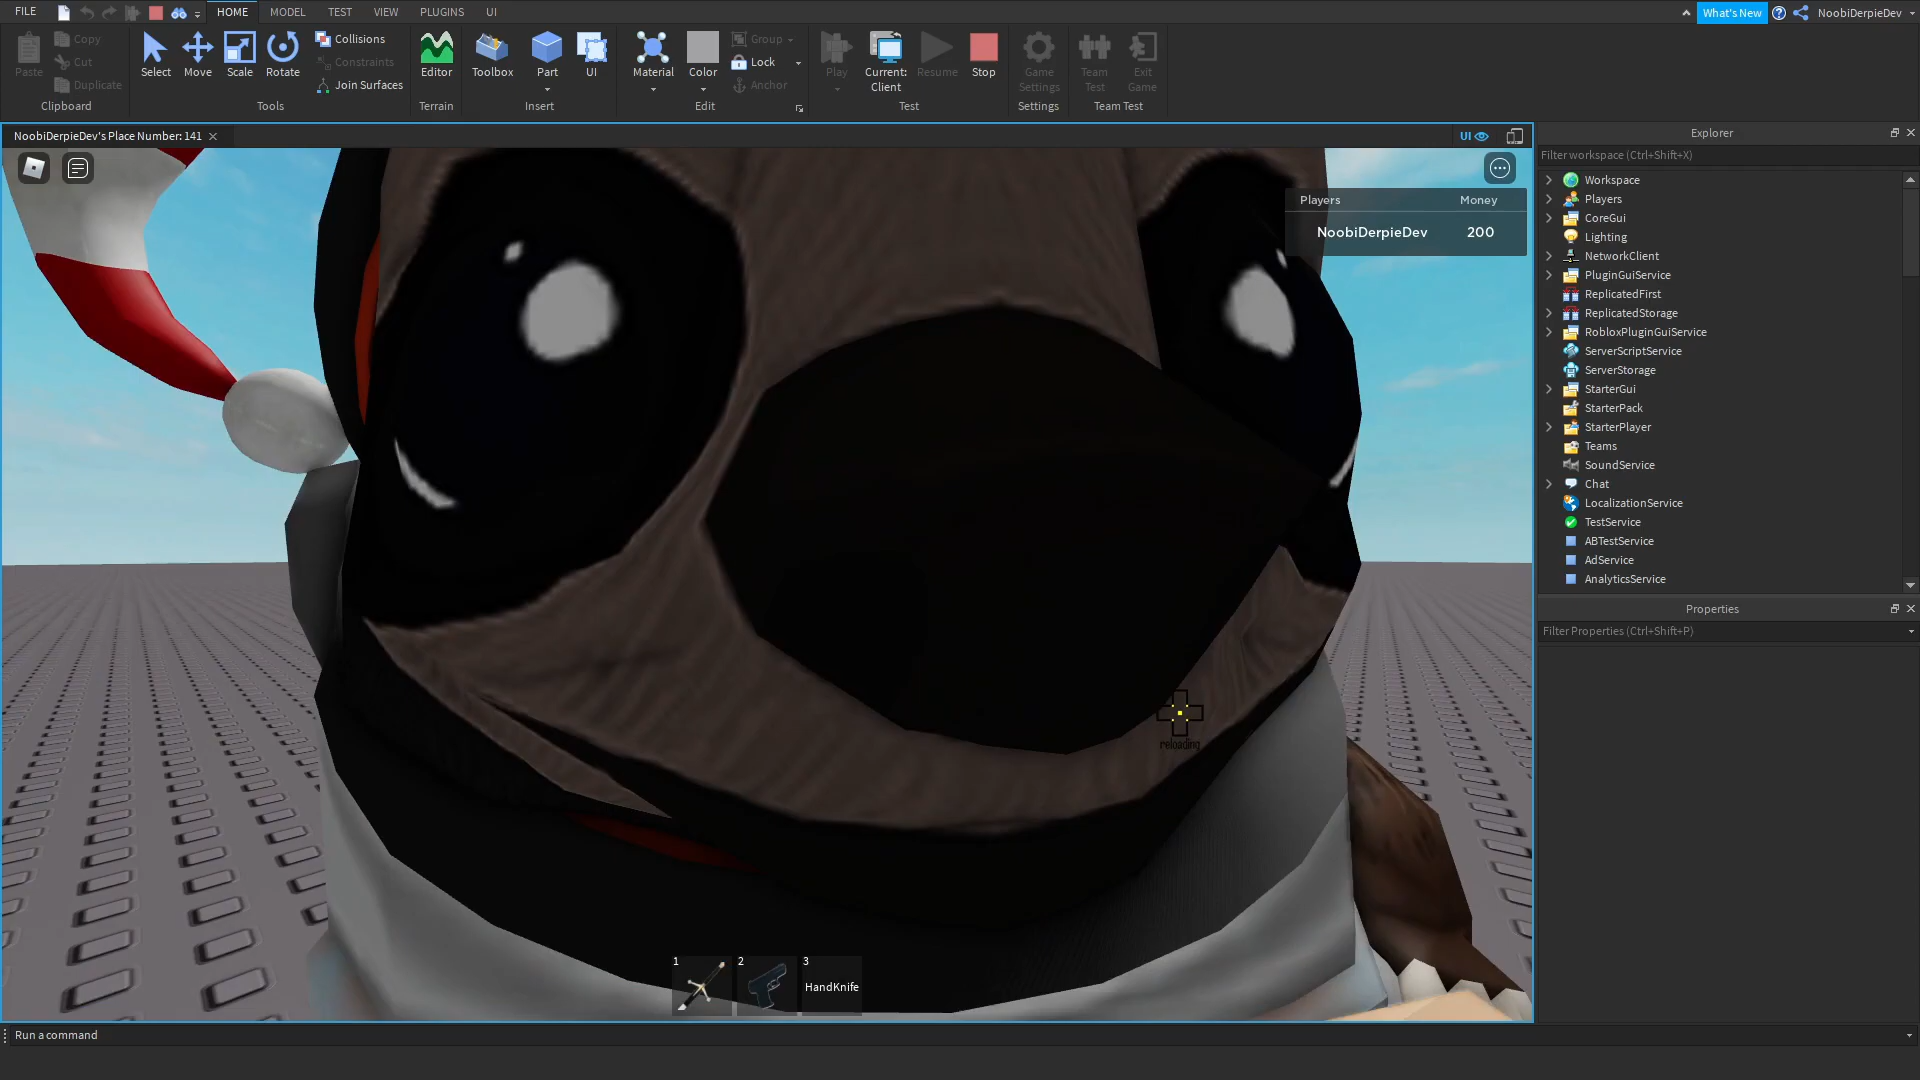 FILE
HOME
MODEL
TEST
VIEW
PLUGINS
UI
What's New
NoobiDerpieDev
Paste
Copy
Cut
Duplicate
Clipboard
Select
Move
Scale
Rotate
Collisions
Constraints
Join Surfaces
Tools
Editor
Terrain
Toolbox
Part
UI
Insert
Material
Color
Group
Lock
Anchor
Edit
Play
Current:
Client
Resume
Stop
Test
Game
Settings
Settings
Team
Test
Exit
Game
Team Test
NoobiDerpieDev's Place Number: 141
UI
Players Money
NoobiDerpieDev 200
reloading
1
2
3
HandKnife
Explorer
Filter workspace (Ctrl+Shift+X)
Workspace
Players
CoreGui
Lighting
NetworkClient
PluginGuiService
ReplicatedFirst
ReplicatedStorage
RobloxPluginGuiService
ServerScriptService
ServerStorage
StarterGui
StarterPack
StarterPlayer
Teams
SoundService
Chat
LocalizationService
TestService
ABTestService
AdService
AnalyticsService
Properties
Filter Properties (Ctrl+Shift+P)
Run a command